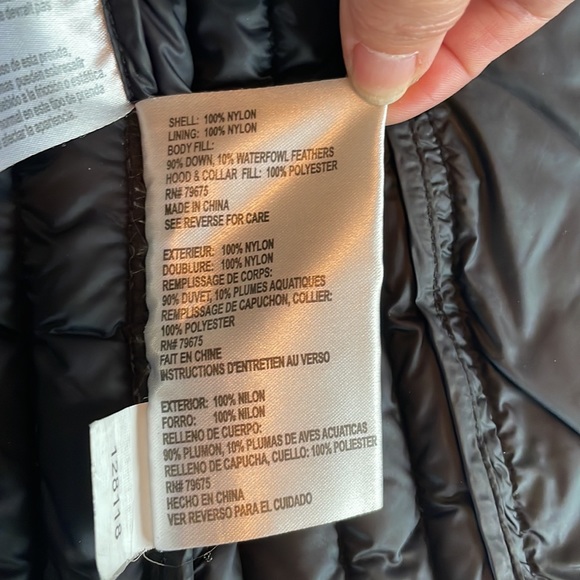 de esta prenda
SHELL: 100% NYLON
LINING: 100% NYLON
BODY FILL:
90% DOWN, 10% WATERFOWL FEATHERS
HOOD & COLLAR FILL: 100% POLYESTER
RN# 79675
MADE IN CHINA
SEE REVERSE FOR CARE
EXTERIEUR: 100% NYLON
DOUBLURE: 100% NYLON
REMPLISSAGE DE CORPS:
90% DUVET, 10% PLUMES AQUATIQUES
REMPLISSAGE DE CAPUCHON, COLLIER:
100% POLYESTER
RN# 79675
FAIT EN CHINE
INSTRUCTIONS D'ENTRETIEN AU VERSO
EXTERIOR: 100% NILON
FORRO: 100% NILON
RELLENO DE CUERPO:
90% PLUMON, 10% PLUMAS DE AVES ACUATICAS
RELLENO DE CAPUCHA, CUELLO: 100% POLIESTER
RN# 79675
HECHO EN CHINA
VER REVERSO PARA EL CUIDADO